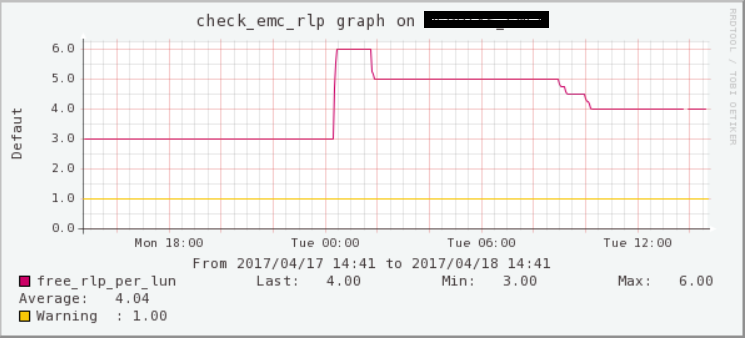 check_emc_rlp graph on
RRDTOOL / TOBI OETIKER
Defaut
6.0
5.0
4.0
3.0
2.0
1.0
0.0
Mon 18:00 Tue 00:00 Tue 06:00 Tue 12:00
From 2017/04/17 14:41 to 2017/04/18 14:41
free_rlp_per_lun Last: 4.00 Min: 3.00 Max: 6.00
Average: 4.04
Warning : 1.00